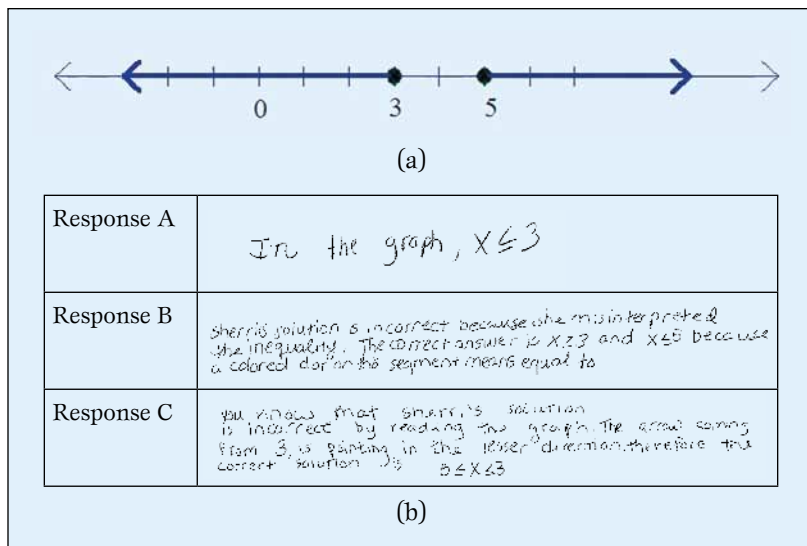 0 3 5
(a)
Response A
In the graph, x ≤ 3
Response B
sherri's solution is incorrect because she misinterpreted
the inequality. The correct answer is x ≥ 3 and x ≤ 5 because
a colored dot on the segment means equal to
Response C
you know that sherri's solution
is incorrect by reading the graph. The arrow coming
from 3, is pointing in the lesser direction, therefore the
correct solution is 5 ≤ x ≤ 3
(b)